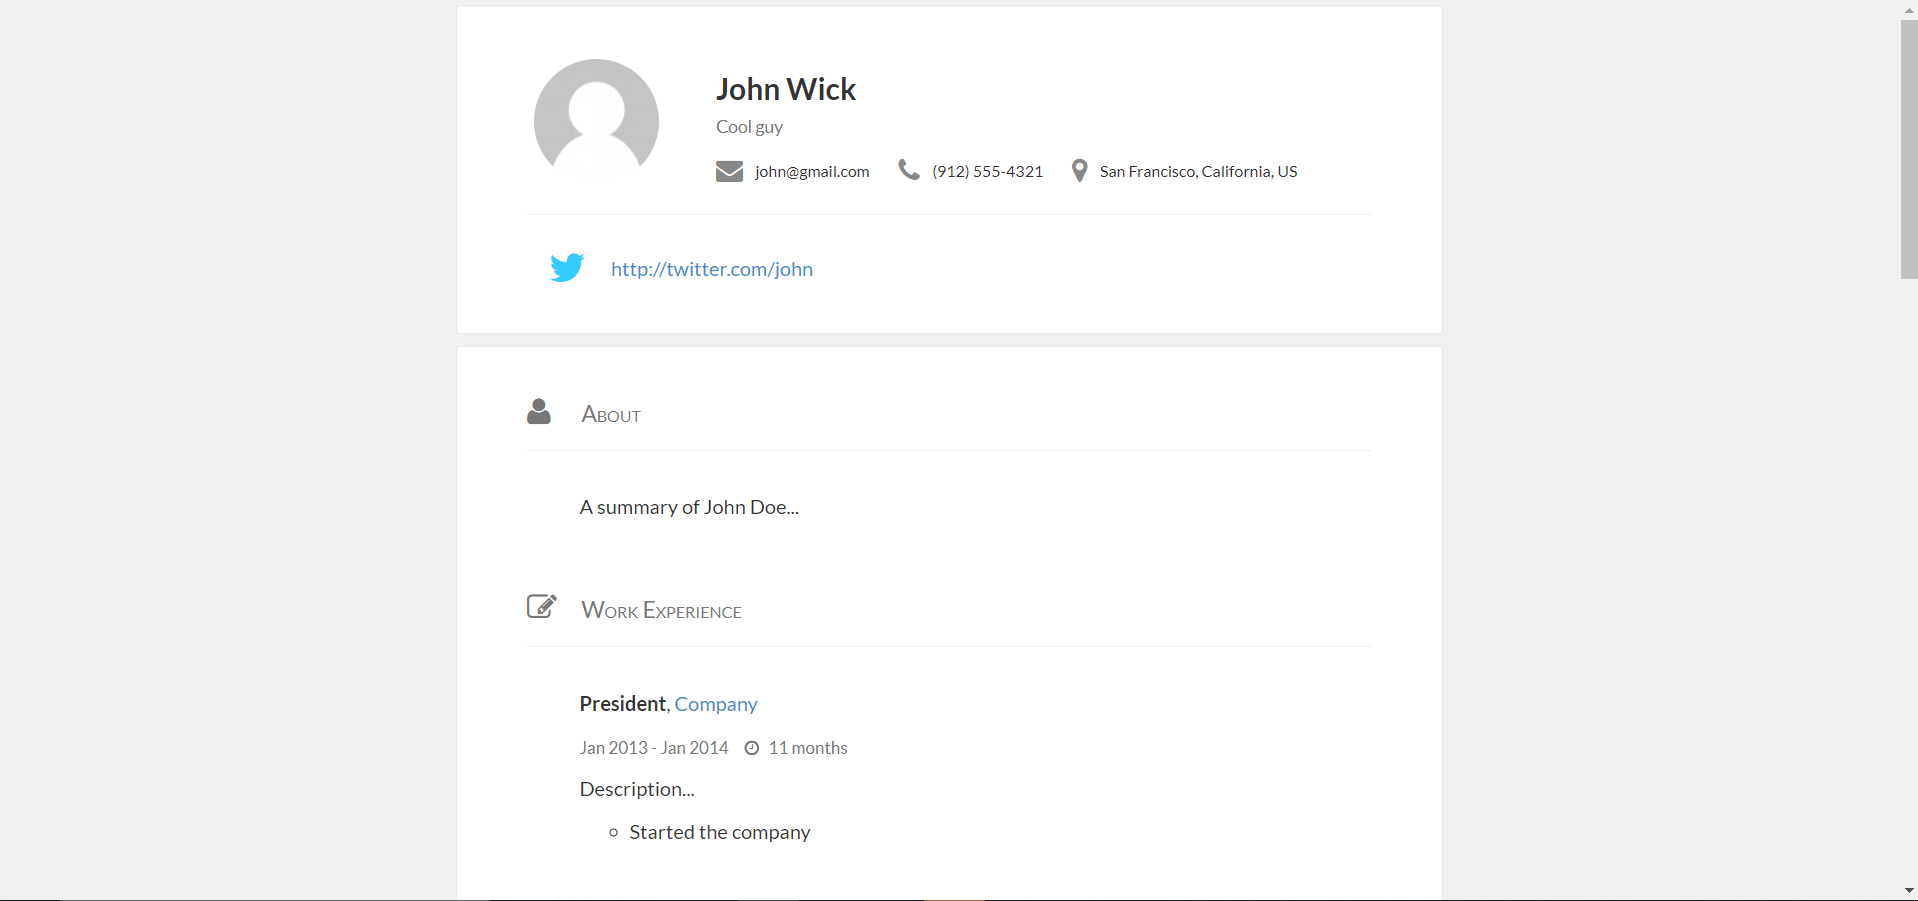 John Wick
Cool guy
john@gmail.com (912) 555-4321 San Francisco, California, US
http://twitter.com/john
About
A summary of John Doe...
Work Experience
President, Company
Jan 2013 - Jan 2014 11 months
Description...
Started the company